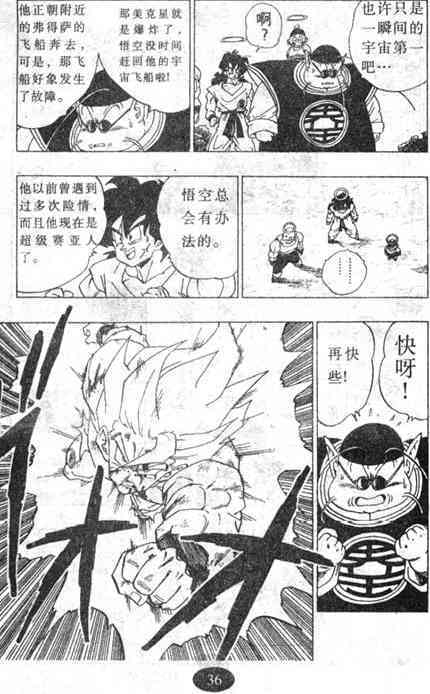 也许只是
一瞬间的
宇宙第一
吧…
啊？
那美克星就
是爆炸了，
悟空没时间
赶回他的宇
宙飞船啦！
他正朝附近
的弗得萨的
飞船奔去，
可是，那飞
船好象发生
了故障。
……
悟空总
会有办
法的。
他以前曾遇到
过多次险情，
而且他现在是
超级赛亚人
了。
快呀！
再快
些！
36